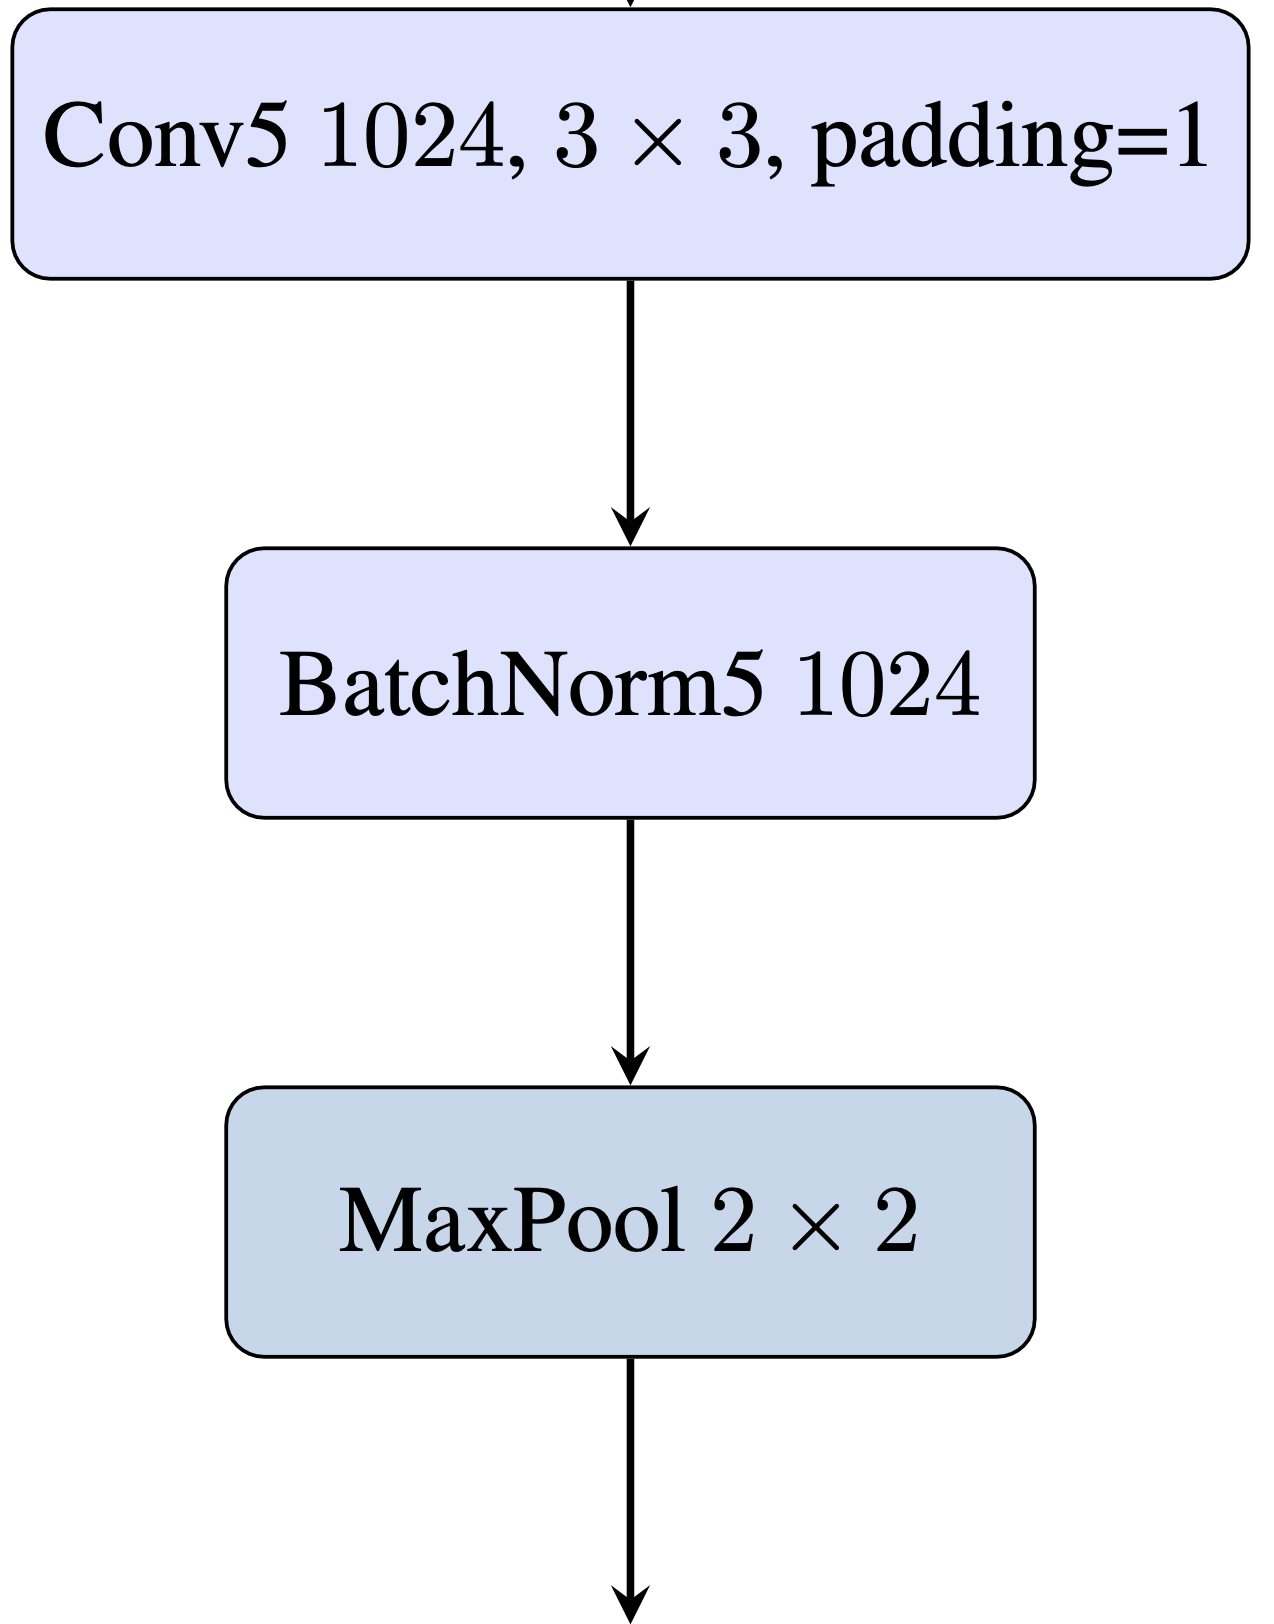 Conv5 1024, 3 × 3, padding=1
BatchNorm5 1024
MaxPool 2 × 2